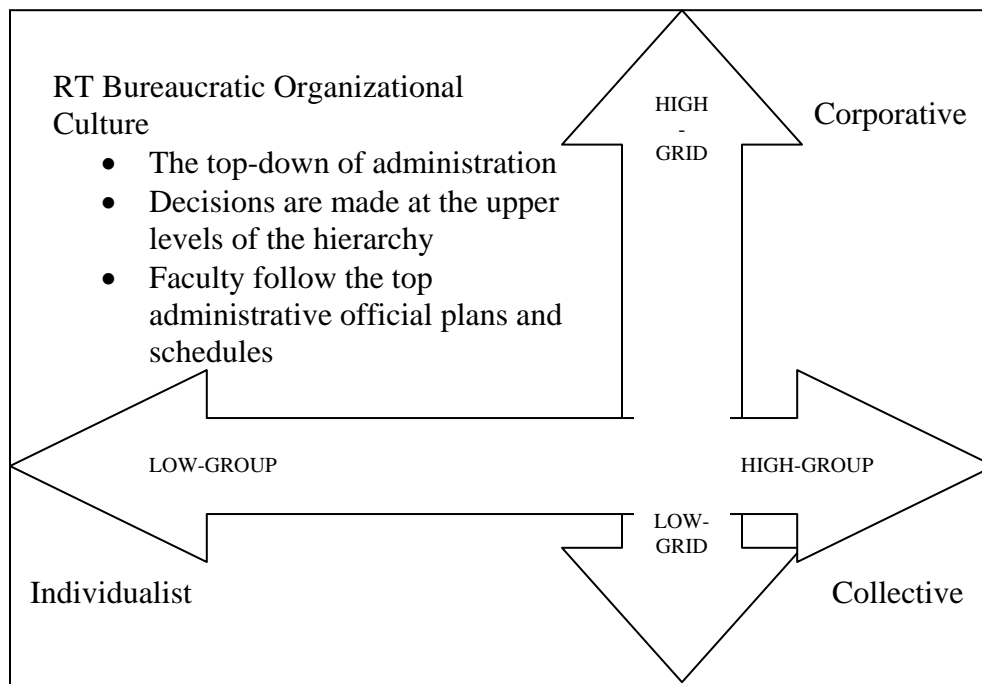 RT Bureaucratic Organizational
Culture
• The top-down of administration
• Decisions are made at the upper
levels of the hierarchy
• Faculty follow the top
administrative official plans and
schedules
HIGH
-
GRID
Corporative
LOW-GROUP
HIGH-GROUP
LOW-
GRID
Individualist
Collective